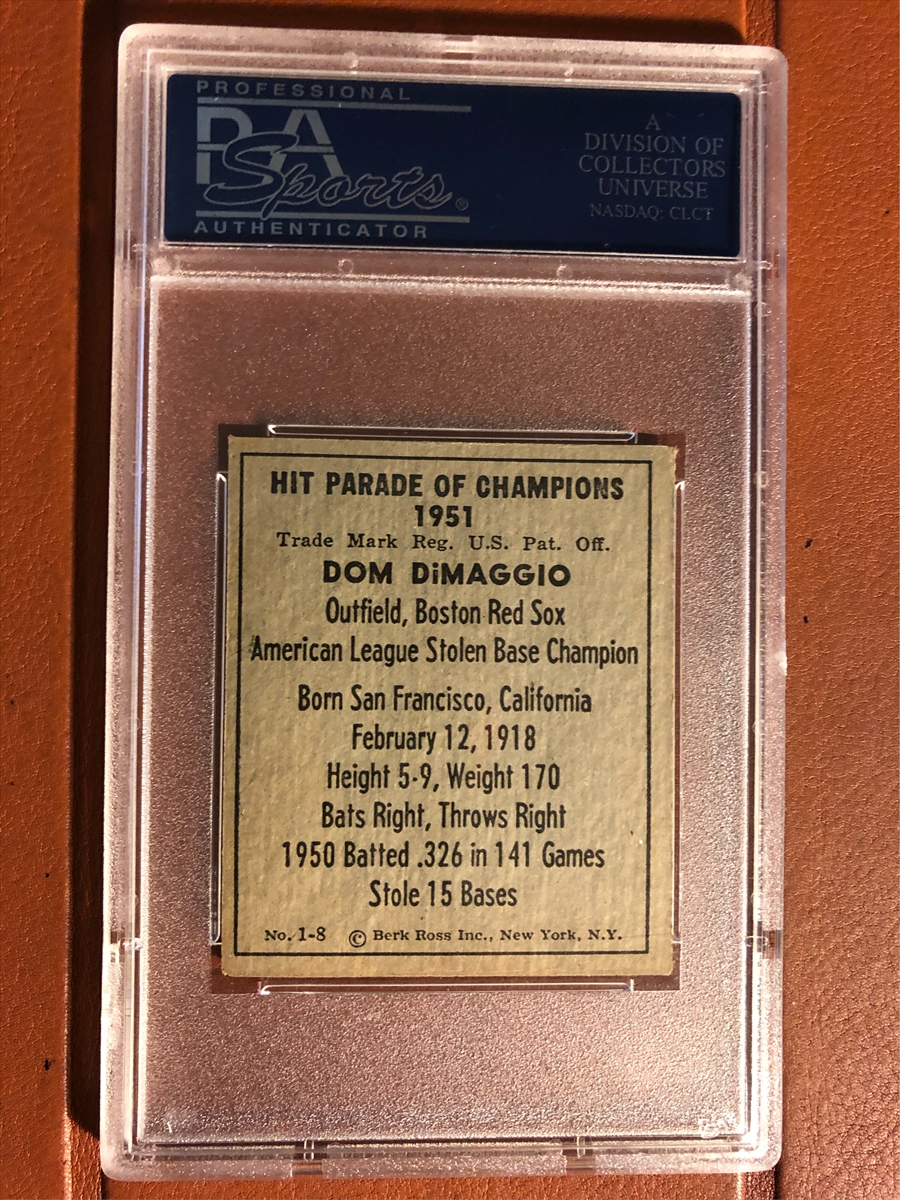 PROFESSIONAL
PSA
Sports®
AUTHENTICATOR
A
DIVISION OF
COLLECTORS
UNIVERSE
NASDAQ: CLCT
HIT PARADE OF CHAMPIONS
1951
Trade Mark Reg. U.S. Pat. Off.
DOM DiMAGGIO
Outfield, Boston Red Sox
American League Stolen Base Champion
Born San Francisco, California
February 12, 1918
Height 5-9, Weight 170
Bats Right, Throws Right
1950 Batted .326 in 141 Games
Stole 15 Bases
No. 1-8 © Berk Ross Inc., New York, N.Y.